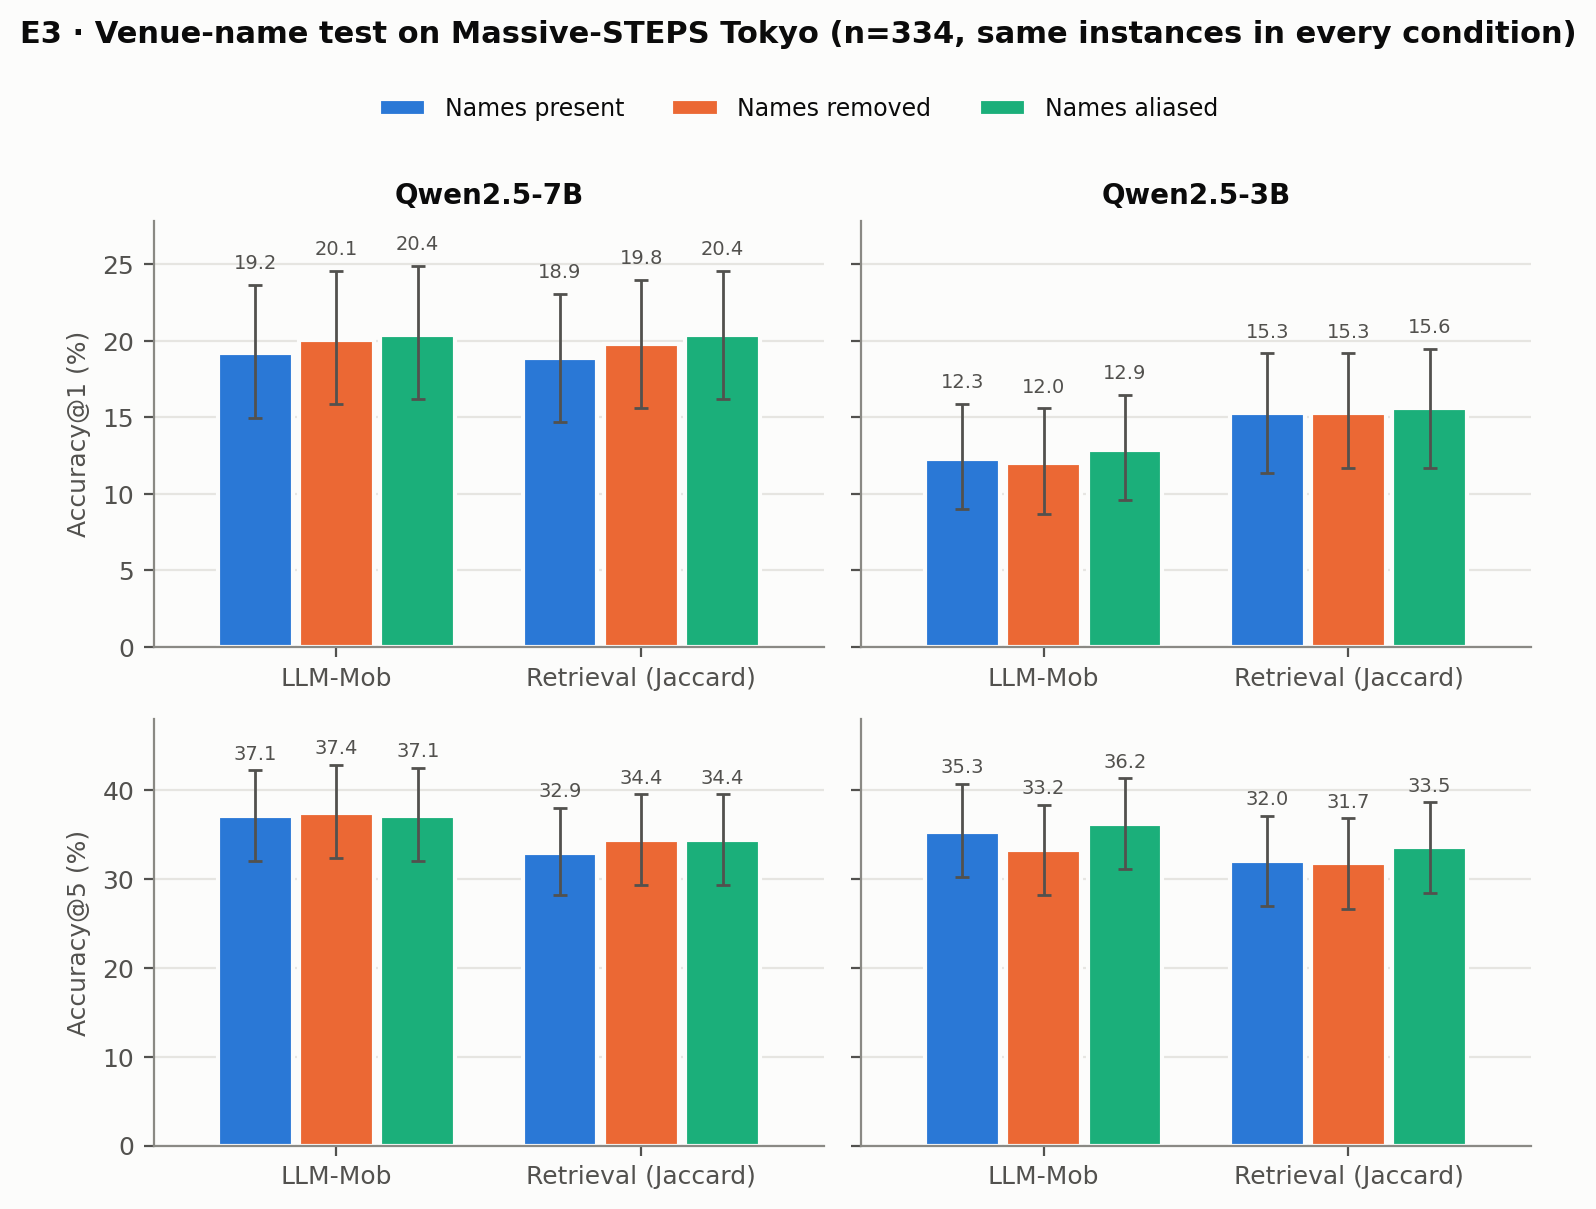 E3 · Venue-name test on Massive-STEPS Tokyo (n=334, same instances in every condition)
Names present
Names removed
Names aliased
Qwen2.5-7B
Accuracy@1 (%)
25
20
15
10
5
0
19.2
20.1
20.4
18.9
19.8
20.4
LLM-Mob
Retrieval (Jaccard)
Qwen2.5-3B
12.3
12.0
12.9
15.3
15.3
15.6
LLM-Mob
Retrieval (Jaccard)
Accuracy@5 (%)
40
30
20
10
0
37.1
37.4
37.1
32.9
34.4
34.4
LLM-Mob
Retrieval (Jaccard)
35.3
33.2
36.2
32.0
31.7
33.5
LLM-Mob
Retrieval (Jaccard)